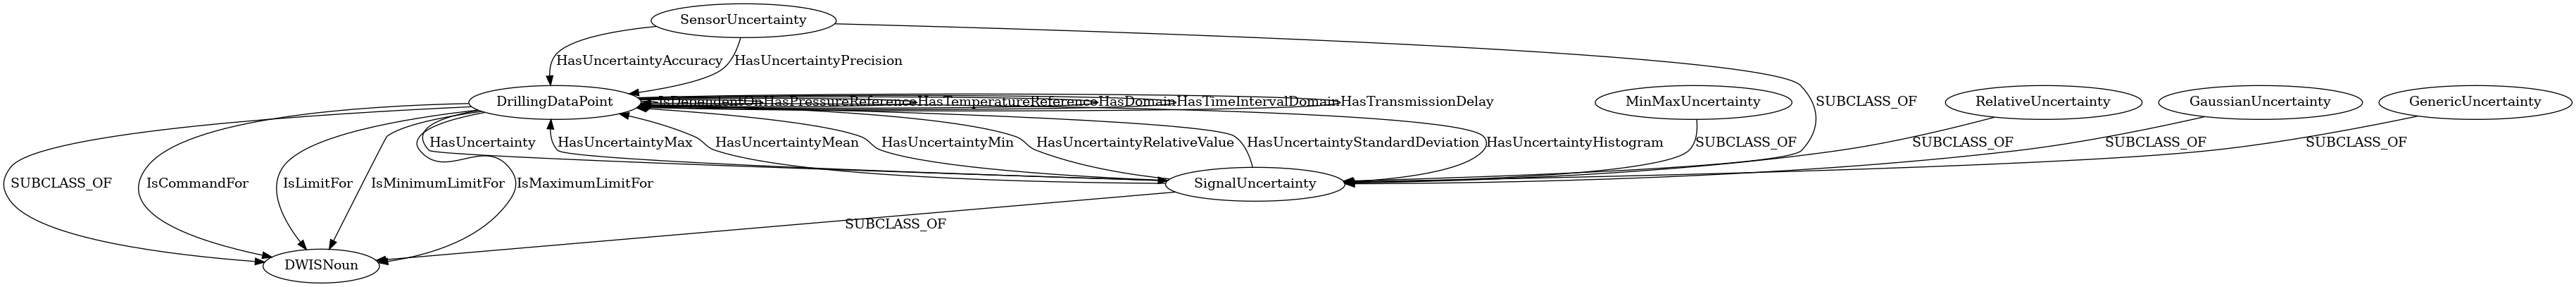 SensorUncertainty
HasUncertaintyAccuracy
HasUncertaintyPrecision
DrillingDataPoint
IsDependentOn
HasPressureReference
HasTemperatureReference
HasDomain
HasTimeIntervalDomain
HasTransmissionDelay
MinMaxUncertainty
SUBCLASS_OF
RelativeUncertainty
GaussianUncertainty
GenericUncertainty
HasUncertainty
HasUncertaintyMax
HasUncertaintyMean
HasUncertaintyMin
HasUncertaintyRelativeValue
HasUncertaintyStandardDeviation
HasUncertaintyHistogram
SUBCLASS_OF
SUBCLASS_OF
SUBCLASS_OF
SUBCLASS_OF
SUBCLASS_OF
IsCommandFor
IsLimitFor
IsMinimumLimitFor
IsMaximumLimitFor
SignalUncertainty
SUBCLASS_OF
DWISNoun